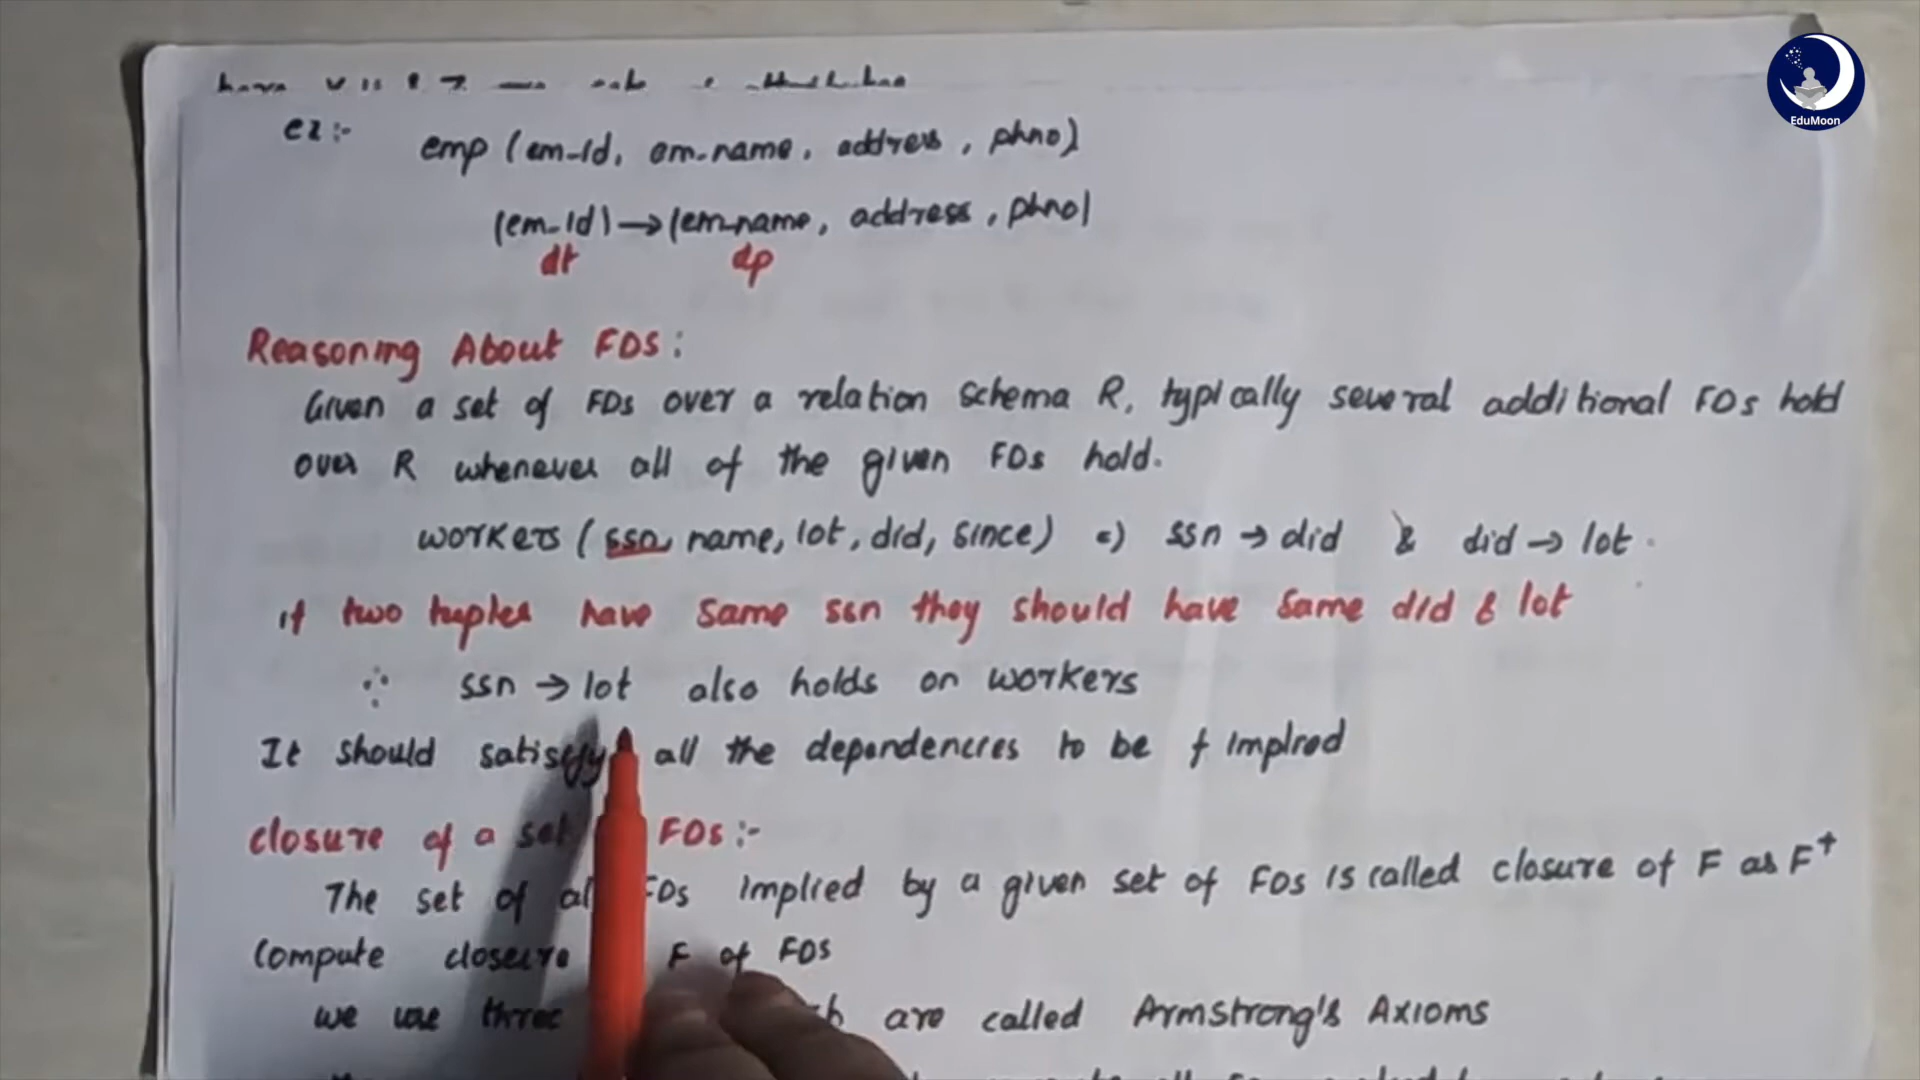 ex:- emp (em-Id, em-name, address, phno)
(em-Id) → (em-name, address, phno)
dt dp
Reasoning About FDS:
Given a set of FDs over a relation schema R, typically several additional FDs hold
over R whenever all of the given FDs hold.
workers (ssn, name, lot, did, since) ssn → did & did → lot.
if two tuples have same ssn they should have same did & lot
∴ ssn → lot also holds on workers
It should satisfy all the dependencies to be f implied
closure of a set FDs:-
The set of FDs implied by a given set of FDs is called closure of F as F⁺
Compute closure F of FDS
we use three are called Armstrong's Axioms
EduMoon